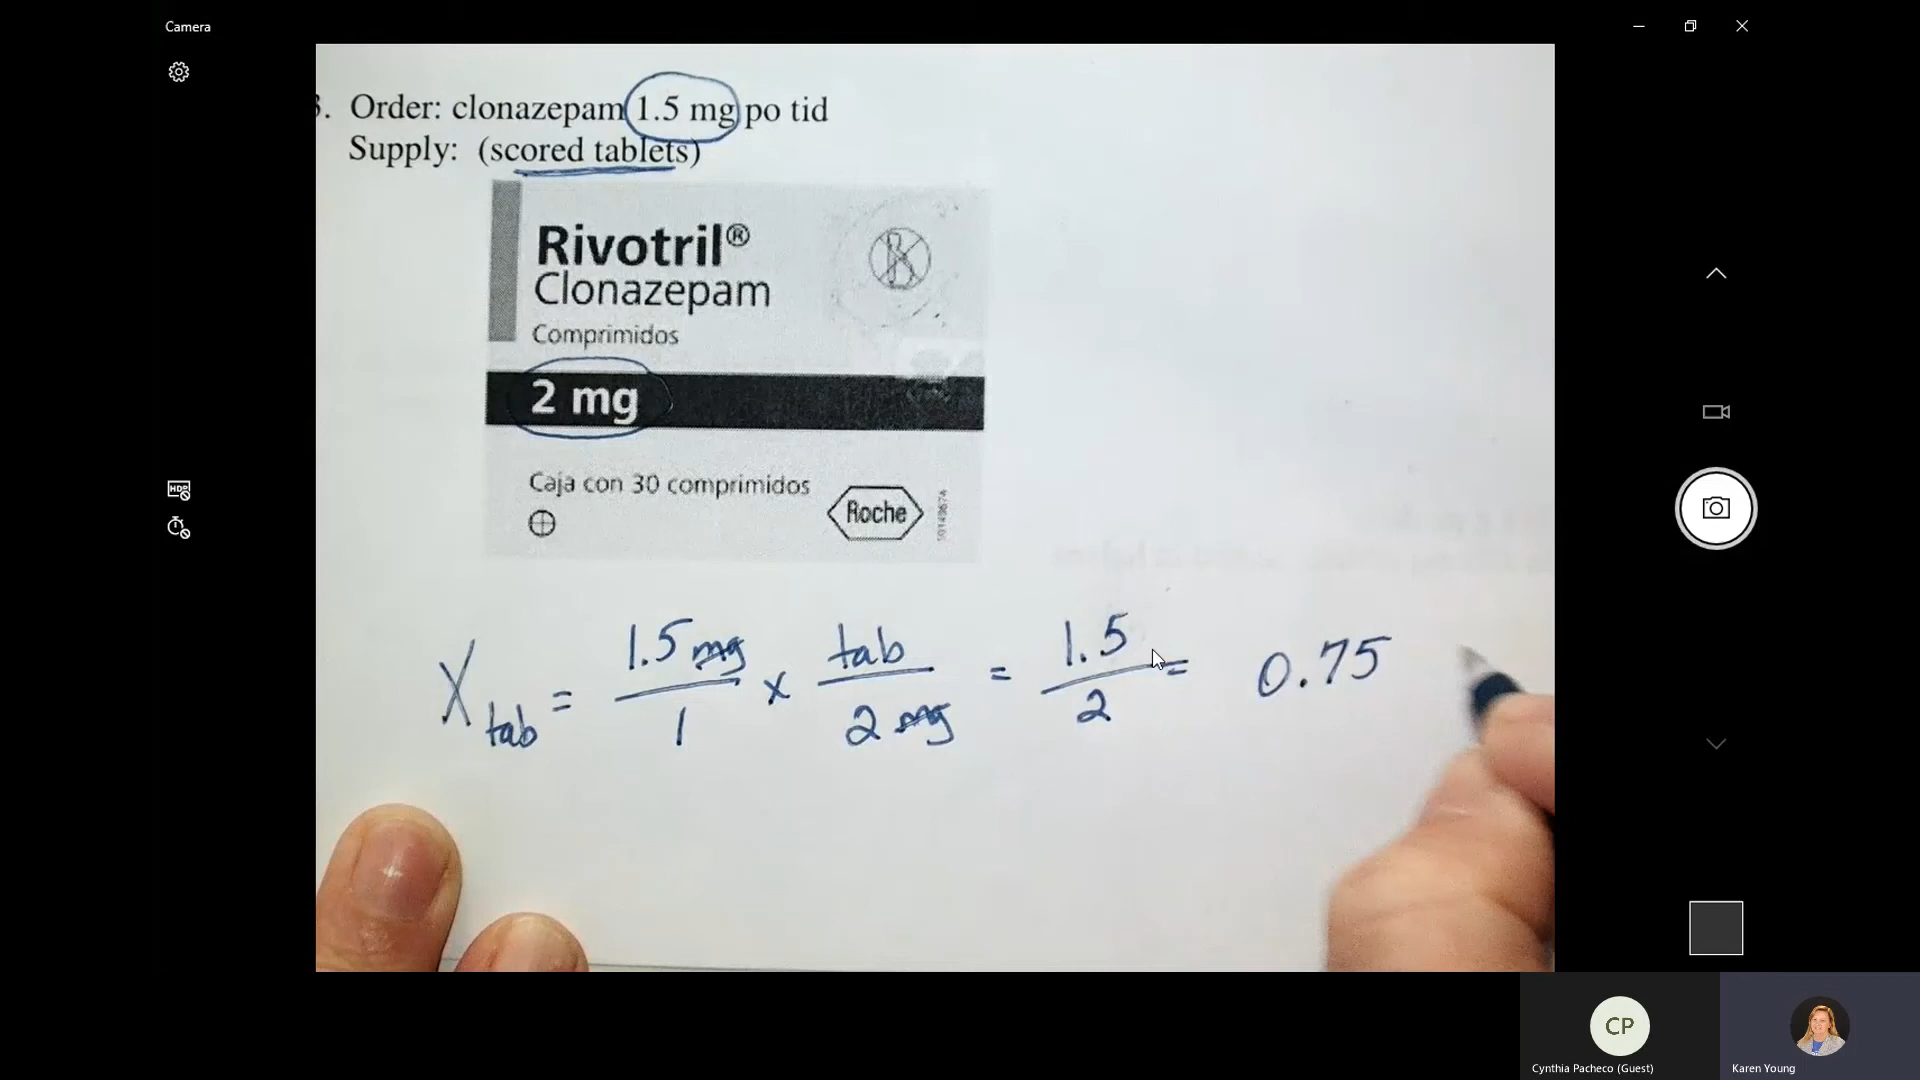 Camera
3. Order: clonazepam 1.5 mg po tid
Supply: (scored tablets)
Rivotril®
Clonazepam
Comprimidos
2 mg
Caja con 30 comprimidos
Roche
X tab = 1.5 mg / 1 x tab / 2 mg = 1.5 / 2 = 0.75
CP
Cynthia Pacheco (Guest)
Karen Young